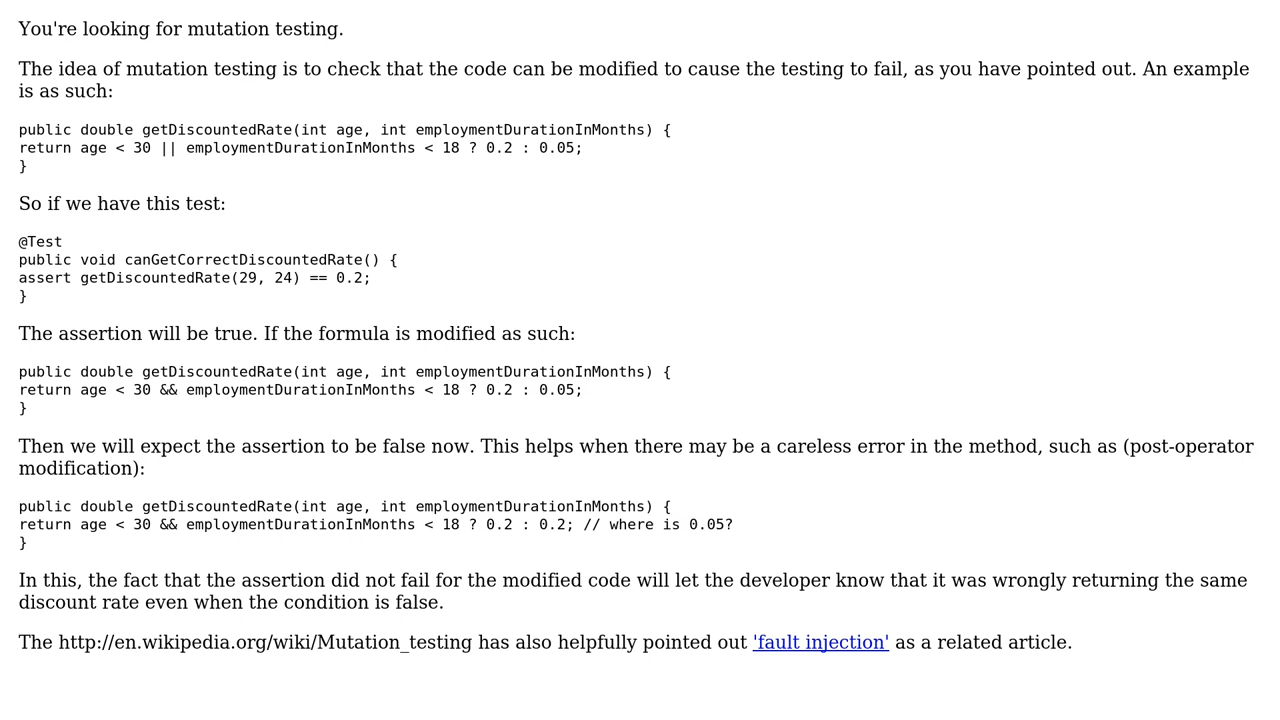 You're looking for mutation testing.
The idea of mutation testing is to check that the code can be modified to cause the testing to fail, as you have pointed out. An example
is as such:
public double getDiscountedRate(int age, int employmentDurationInMonths) {
return age < 30 || employmentDurationInMonths < 18 ? 0.2 : 0.05;
}
So if we have this test:
@Test
public void canGetCorrectDiscountedRate() {
assert getDiscountedRate(29, 24) == 0.2;
}
The assertion will be true. If the formula is modified as such:
public double getDiscountedRate(int age, int employmentDurationInMonths) {
return age < 30 && employmentDurationInMonths < 18 ? 0.2 : 0.05;
}
Then we will expect the assertion to be false now. This helps when there may be a careless error in the method, such as (post-operator
modification):
public double getDiscountedRate(int age, int employmentDurationInMonths) {
return age < 30 && employmentDurationInMonths < 18 ? 0.2 : 0.2; // where is 0.05?
}
In this, the fact that the assertion did not fail for the modified code will let the developer know that it was wrongly returning the same
discount rate even when the condition is false.
The http://en.wikipedia.org/wiki/Mutation_testing has also helpfully pointed out 'fault injection' as a related article.